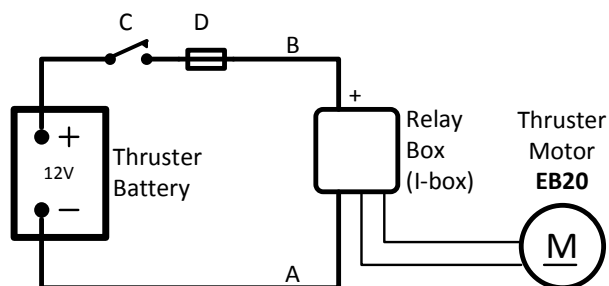 C
D
B
+
+
12V
−
Thruster
Battery
Relay
Box
(I-box)
Thruster
Motor
EB20
M
A